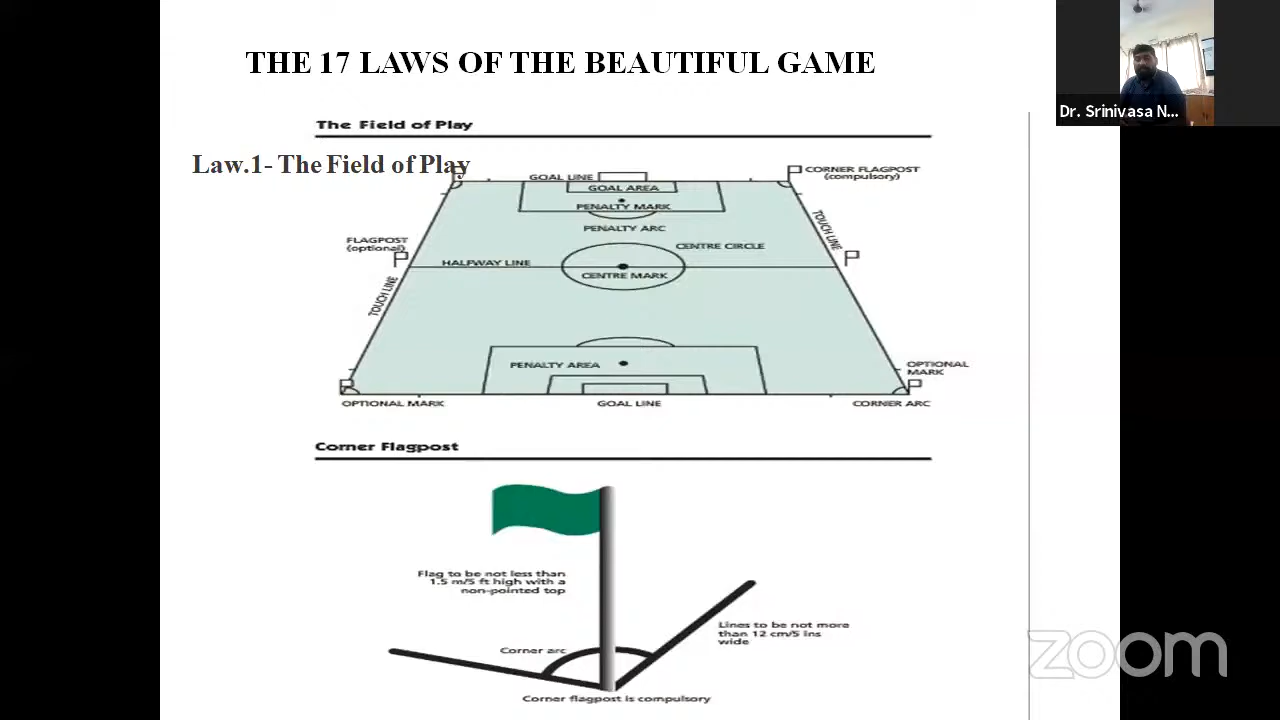 THE 17 LAWS OF THE BEAUTIFUL GAME
Dr. Srinivasa N...
The Field of Play
Law.1- The Field of Play
GOAL LINE
CORNER FLAGPOST
(compulsory)
GOAL AREA
PENALTY MARK
PENALTY ARC
TOUCH LINE
FLAGPOST
(optional)
CENTRE CIRCLE
HALFWAY LINE
CENTRE MARK
TOUCH LINE
PENALTY AREA
OPTIONAL
MARK
OPTIONAL MARK
GOAL LINE
CORNER ARC
Corner Flagpost
Flag to be not less than
1.5 m/5 ft high with a
non-pointed top
Lines to be not more
than 12 cm/5 ins
wide
Corner arc
Corner flagpost is compulsory
zoom